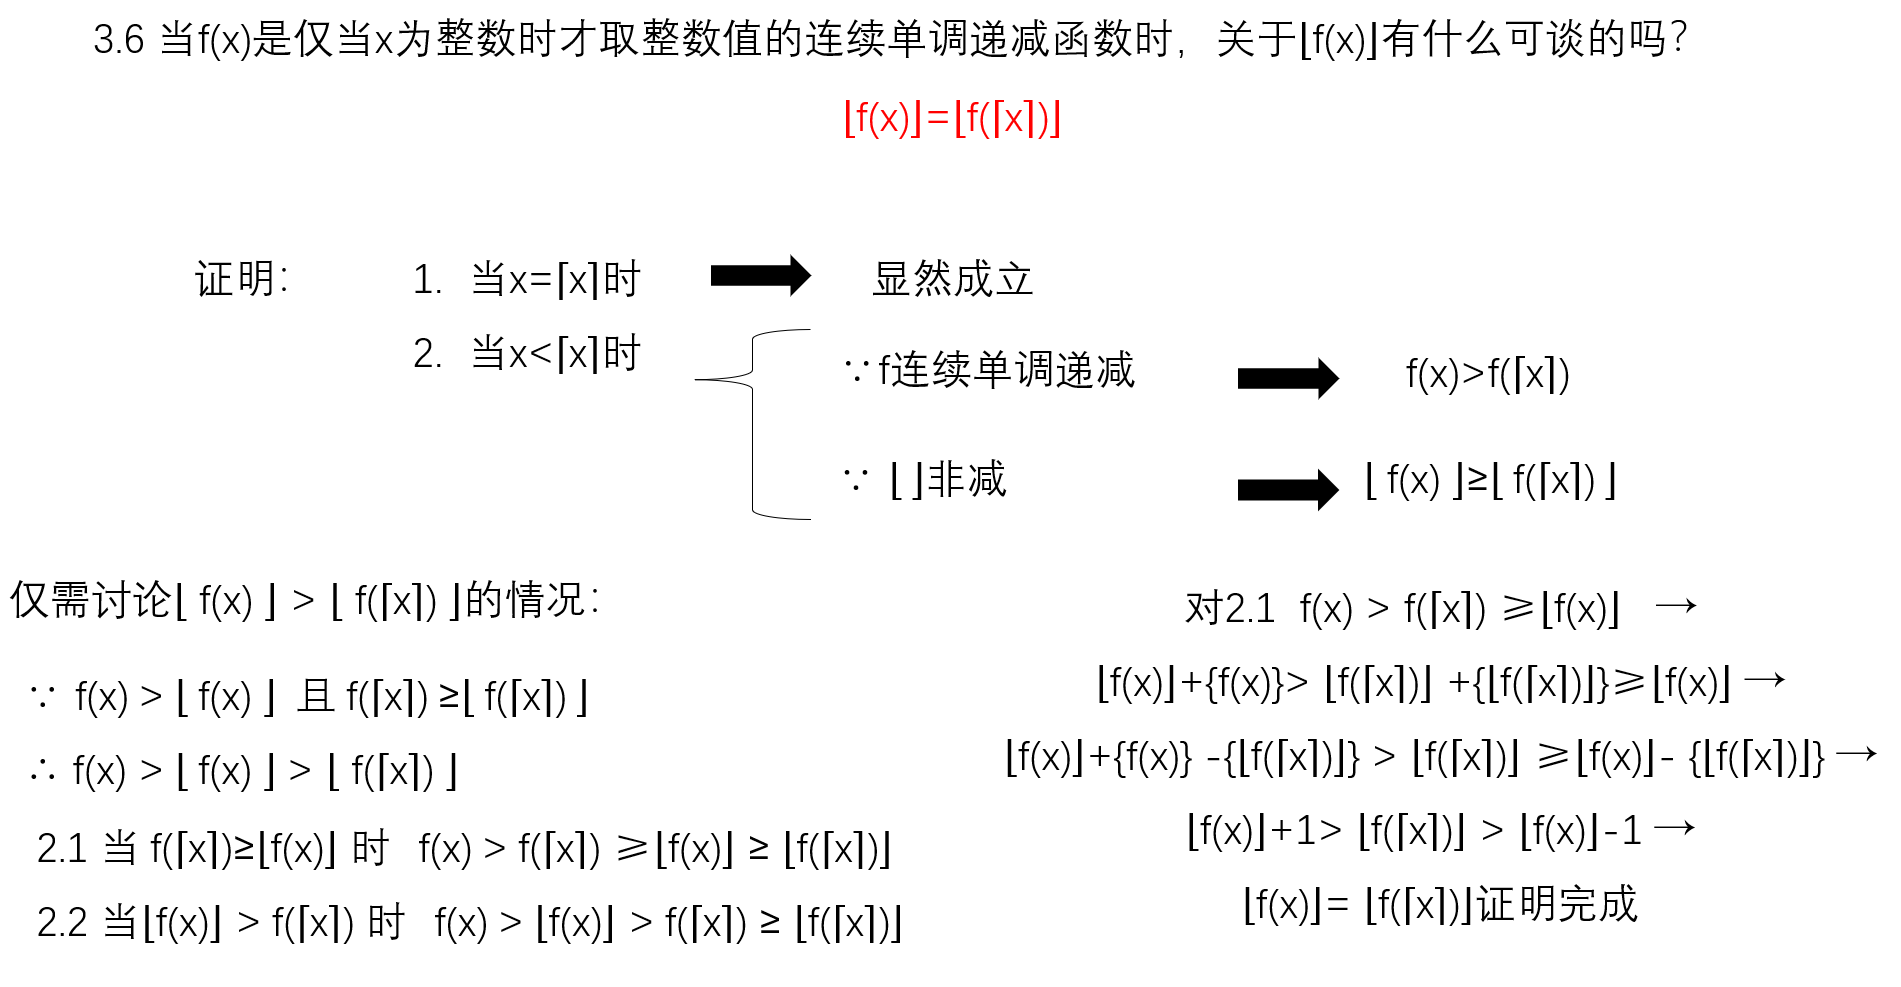 3.6 当f(x)是仅当x为整数时才取整数值的连续单调递减函数时，关于⌊f(x)⌋有什么可谈的吗？
⌊f(x)⌋=⌊f(⌈x⌉)⌋
证明： 1. 当x=⌈x⌉时 显然成立
2. 当x<⌈x⌉时
∵f连续单调递减 f(x)>f(⌈x⌉)
∵ ⌊ ⌋非减 ⌊ f(x) ⌋≥⌊ f(⌈x⌉) ⌋
仅需讨论⌊ f(x) ⌋ > ⌊ f(⌈x⌉) ⌋的情况：
∵ f(x) > ⌊ f(x) ⌋ 且 f(⌈x⌉) ≥⌊ f(⌈x⌉) ⌋
∴ f(x) > ⌊ f(x) ⌋ > ⌊ f(⌈x⌉) ⌋
2.1 当 f(⌈x⌉)≥⌊f(x)⌋ 时 f(x) > f(⌈x⌉) ⩾⌊f(x)⌋ ≥ ⌊f(⌈x⌉)⌋
2.2 当⌊f(x)⌋ > f(⌈x⌉) 时 f(x) > ⌊f(x)⌋ > f(⌈x⌉) ≥ ⌊f(⌈x⌉)⌋
对2.1 f(x) > f(⌈x⌉) ⩾⌊f(x)⌋ →
⌊f(x)⌋+{f(x)}> ⌊f(⌈x⌉)⌋ +{⌊f(⌈x⌉)⌋}⩾⌊f(x)⌋ →
⌊f(x)⌋+{f(x)} -{⌊f(⌈x⌉)⌋} > ⌊f(⌈x⌉)⌋ ⩾⌊f(x)⌋- {⌊f(⌈x⌉)⌋} →
⌊f(x)⌋+1> ⌊f(⌈x⌉)⌋ > ⌊f(x)⌋-1 →
⌊f(x)⌋= ⌊f(⌈x⌉)⌋证明完成